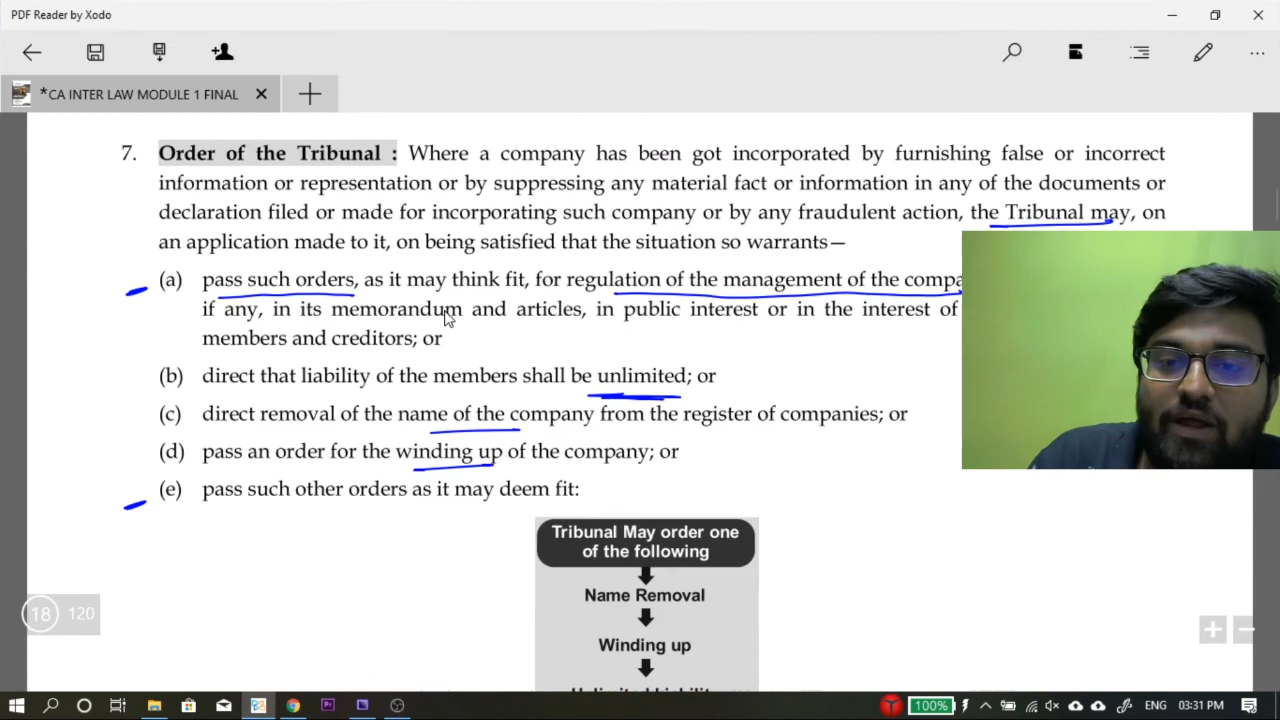 PDF Reader by Xodo
*CA INTER LAW MODULE 1 FINAL
7. Order of the Tribunal : Where a company has been got incorporated by furnishing false or incorrect
information or representation or by suppressing any material fact or information in any of the documents or
declaration filed or made for incorporating such company or by any fraudulent action, the Tribunal may, on
an application made to it, on being satisfied that the situation so warrants—
(a) pass such orders, as it may think fit, for regulation of the management of the compa
if any, in its memorandum and articles, in public interest or in the interest of
members and creditors; or
(b) direct that liability of the members shall be unlimited; or
(c) direct removal of the name of the company from the register of companies; or
(d) pass an order for the winding up of the company; or
(e) pass such other orders as it may deem fit:
Tribunal May order one
of the following
Name Removal
Winding up
18 120
100% ENG 03:31 PM